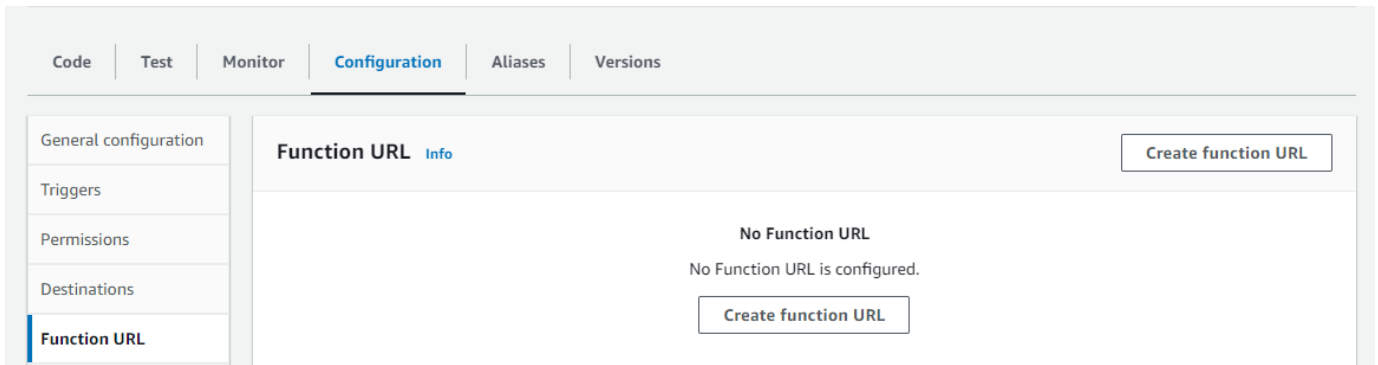 Code Test Monitor Configuration Aliases Versions
General configuration
Triggers
Permissions
Destinations
Function URL
Function URL Info Create function URL
No Function URL
No Function URL is configured.
Create function URL